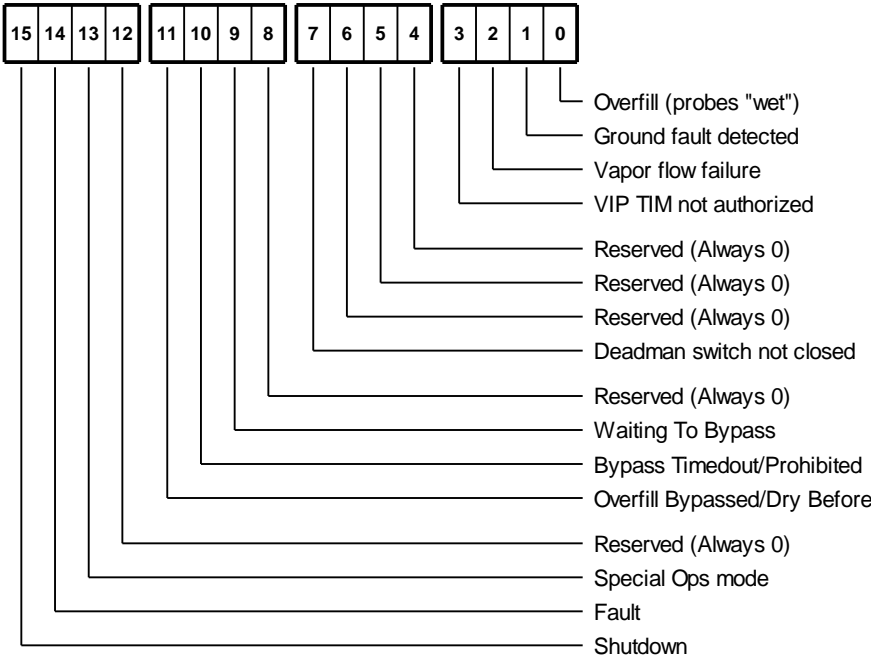 15 14 13 12 11 10 9 8 7 6 5 4 3 2 1 0
Overfill (probes "wet")
Ground fault detected
Vapor flow failure
VIP TIM not authorized
Reserved (Always 0)
Reserved (Always 0)
Reserved (Always 0)
Deadman switch not closed
Reserved (Always 0)
Waiting To Bypass
Bypass Timedout/Prohibited
Overfill Bypassed/Dry Before
Reserved (Always 0)
Special Ops mode
Fault
Shutdown